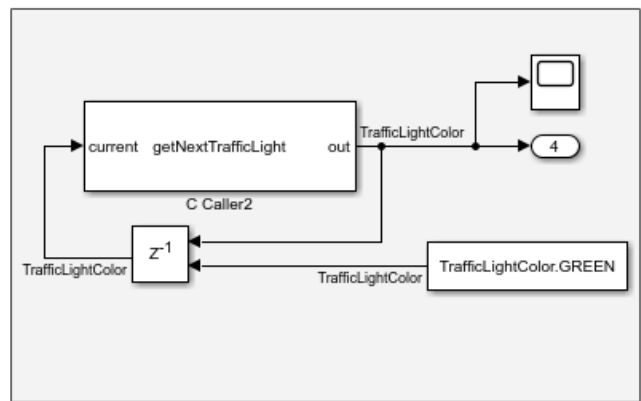 TrafficLightColor
current getNextTrafficLight out
4
C Caller2
Z-1
TrafficLightColor
TrafficLightColor
TrafficLightColor.GREEN